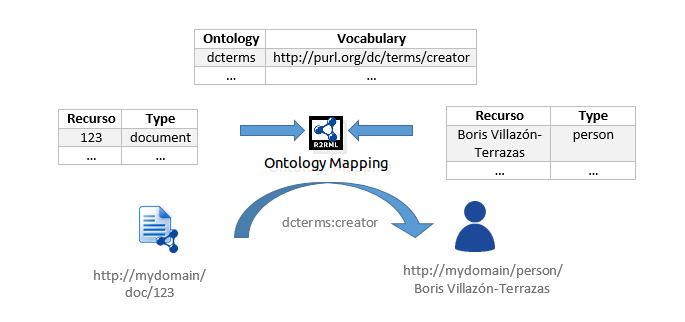 Ontology Vocabulary
dcterms http://purl.org/dc/terms/creator
... ...
Recurso Type
123 document
... ...
R2RML
Ontology Mapping
Recurso Type
Boris Villazón- person
Terrazas
... ...
dcterms:creator
http://mydomain/
doc/123
http://mydomain/person/
Boris Villazón-Terrazas